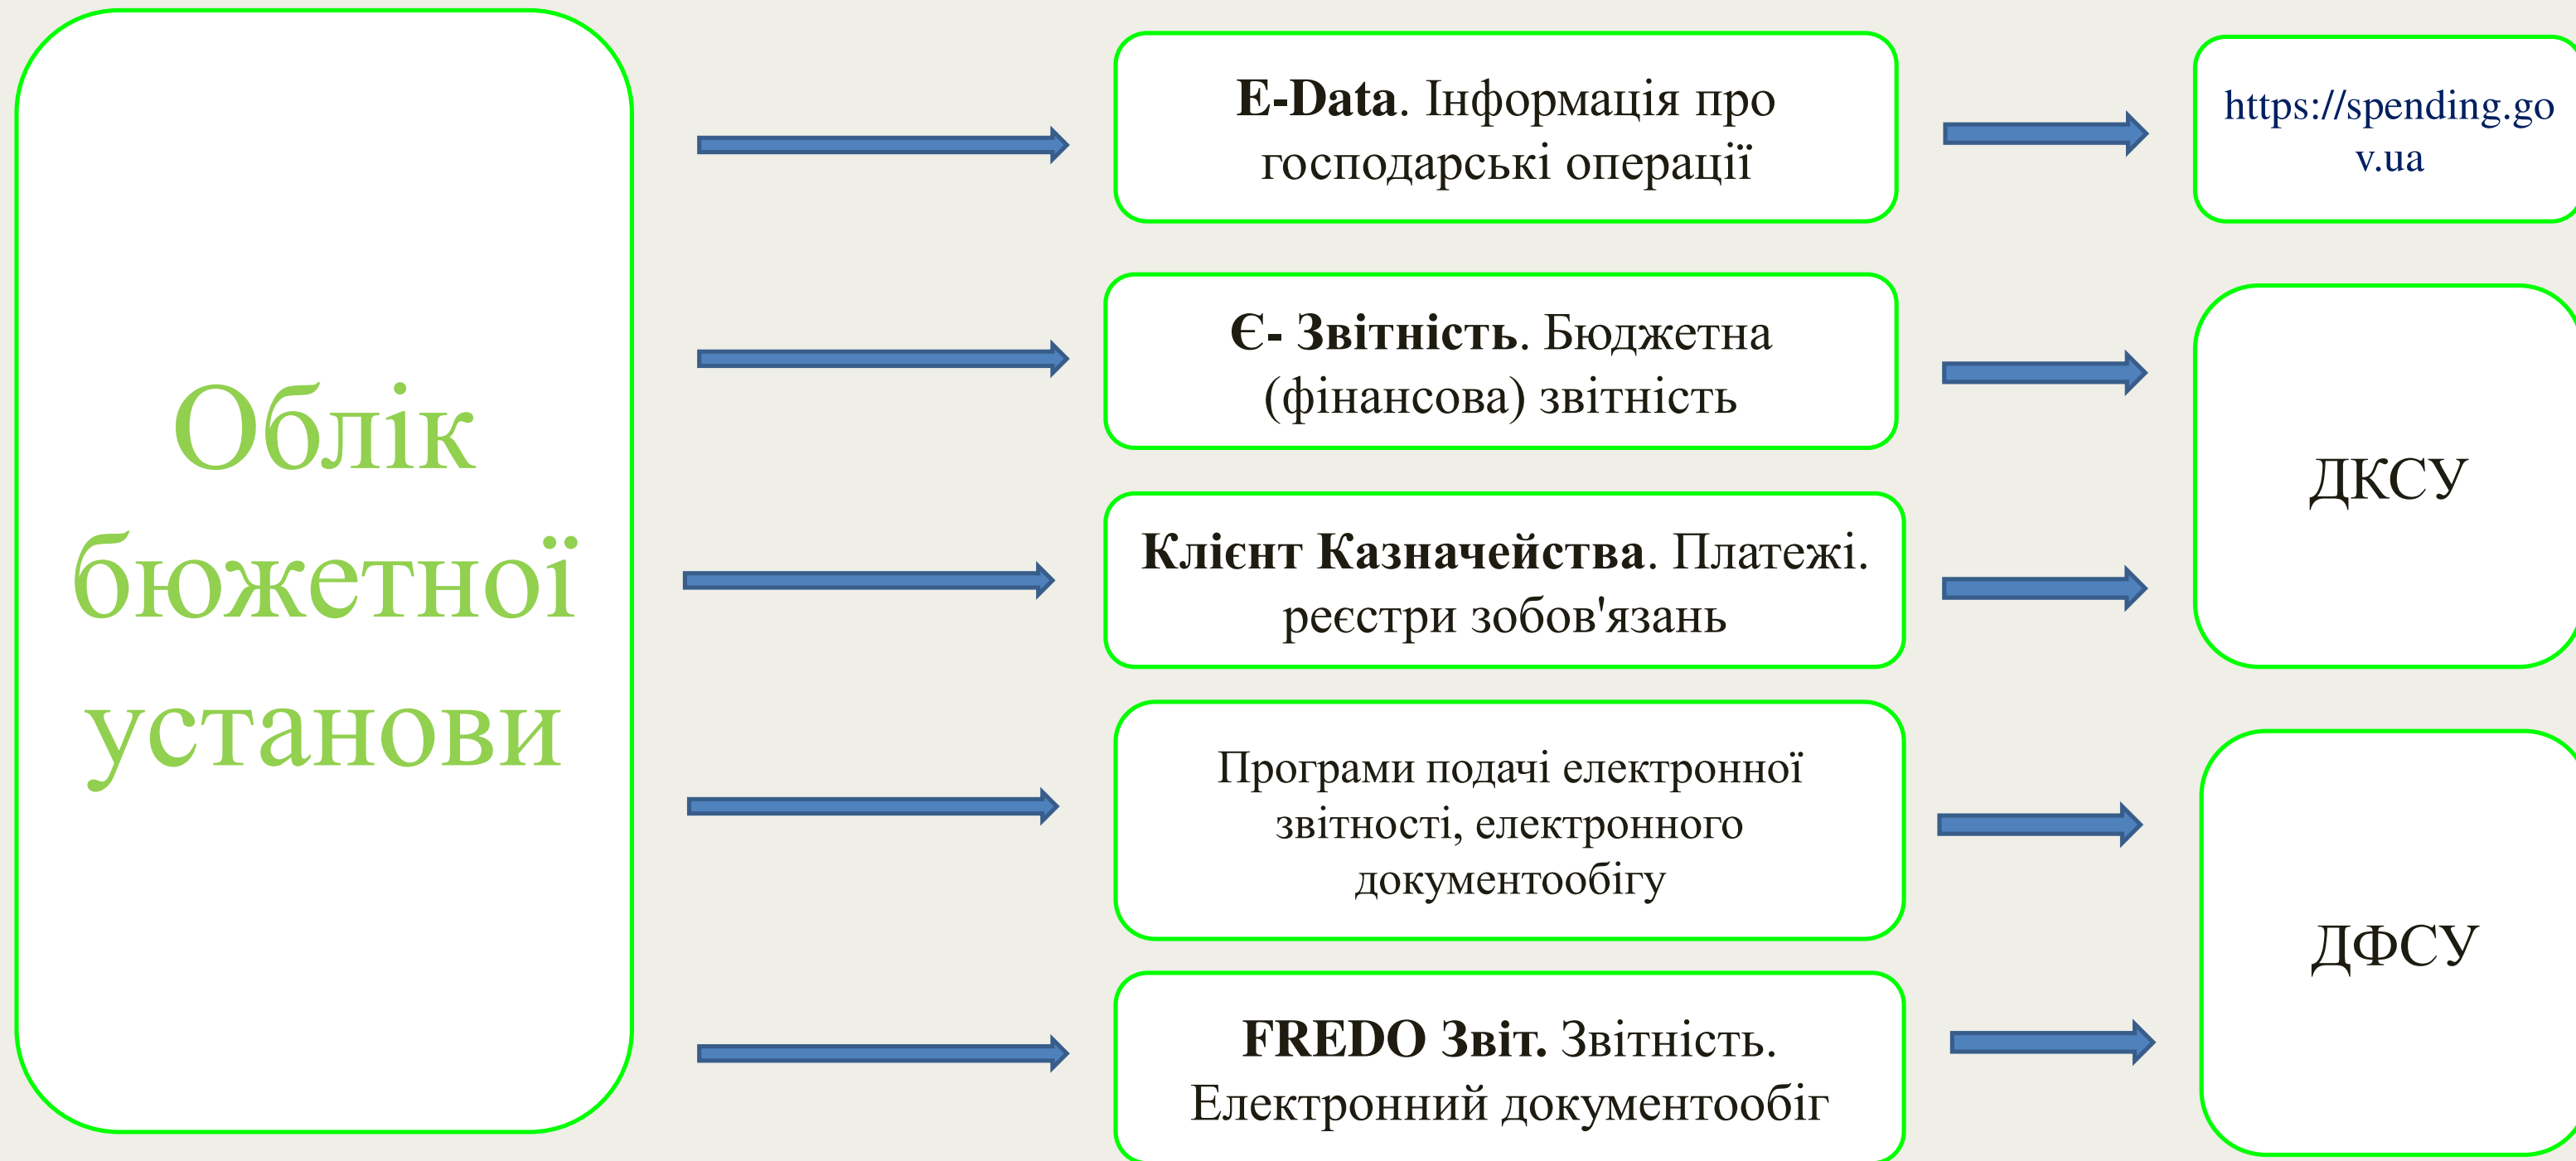 Облік
бюжетної
установи
E-Data. Інформація про
господарські операції
https://spending.go
v.ua
Є- Звітність. Бюджетна
(фінансова) звітність
Клієнт Казначейства. Платежі.
реєстри зобов'язань
ДКСУ
Програми подачі електронної
звітності, електронного
документообігу
FREDO Звіт. Звітність.
Електронний документообіг
ДФСУ